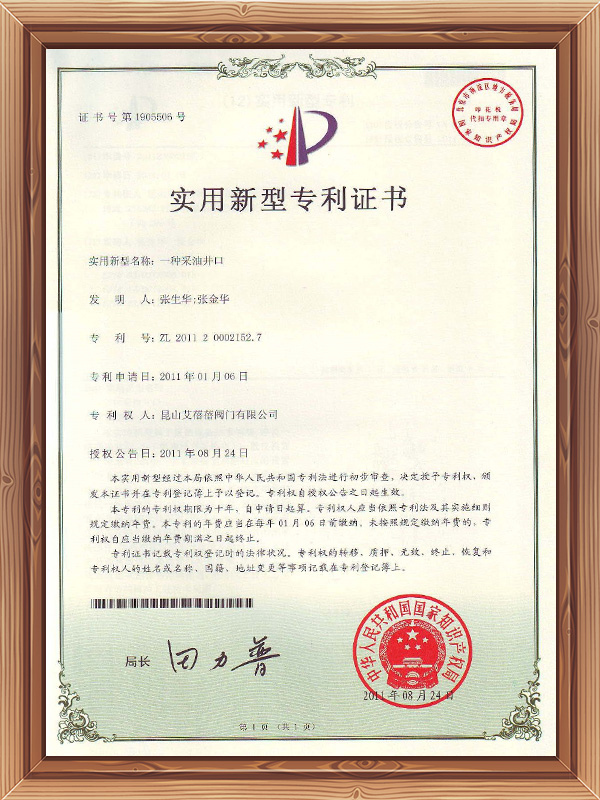 证书号第1905506号
印花税
代扣专用章
国家知识产权局
实用新型专利证书
实用新型名称：一种采油井口
发明人：张生华;张金华
专利号：ZL 2011 2 0002152.7
专利申请日：2011年01月06日
专利权人：昆山艾蓓蓓阀门有限公司
授权公告日：2011年08月24日
本实用新型经过本局依照中华人民共和国专利法进行初步审查，决定授予专利权，颁
发本证书并在专利登记簿上予以登记。专利权自授权公告之日起生效。
本专利的专利权期限为十年，自申请日起算。专利权人应当依照专利法及其实施细则
规定缴纳年费。本专利的年费应当在每年01月06日前缴纳。未按照规定缴纳年费的，专
利权自应当缴纳年费期满之日起终止。
专利证书记载专利权登记时的法律状况。专利权的转移、质押、无效、终止、恢复和
专利权人的姓名或名称、国籍、地址变更等事项记载在专利登记簿上。
局长
田力普
中华人民共和国国家知识产权局
2011年08月24日
第1页（共1页）